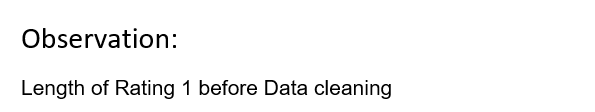 Observation:
Length of Rating 1 before Data cleaning